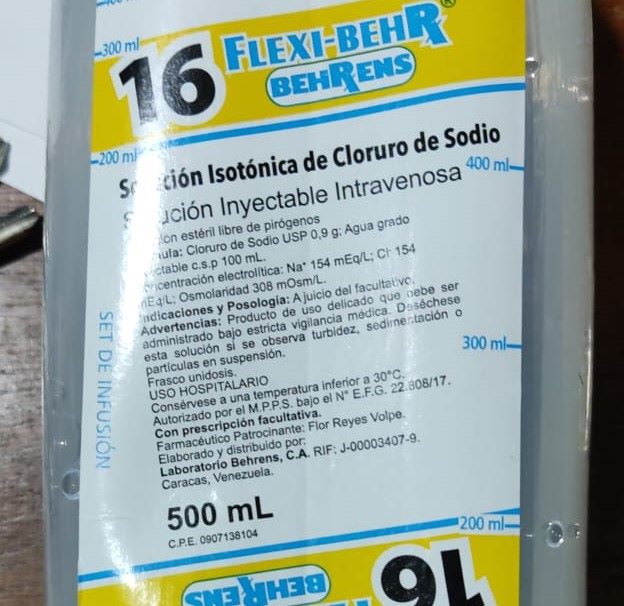 300 ml
16 FLEXI-BEHR®
BEHRENS
200 ml
Solución Isotónica de Cloruro de Sodio
400 ml
Solución Inyectable Intravenosa
estéril libre de pirógenos
Cloruro de Sodio USP 0,9 g; Agua grado
c.s.p 100 mL.
Concentración electrolítica: Na⁺ 154 mEq/L; Cl⁻ 154
mEq/L; Osmolaridad 308 mOsm/L.
Indicaciones y Posología: A juicio del facultativo.
Advertencias: Producto de uso delicado que debe ser
administrado bajo estricta vigilancia médica. Deséchese
esta solución si se observa turbidez, sedimentación o
partículas en suspensión.
Frasco unidosis.
USO HOSPITALARIO
Consérvese a una temperatura inferior a 30°C.
Autorizado por el M.P.P.S. bajo el N° E.F.G. 22.808/17.
Con prescripción facultativa.
Farmacéutico Patrocinante: Flor Reyes Volpe.
Elaborado y distribuido por:
Laboratorio Behrens, C.A. RIF: J-00003407-9.
Caracas, Venezuela.
300 ml
SET DE INFUSIÓN
500 mL
C.P.E. 0907138104
200 ml
16
BEHRENS